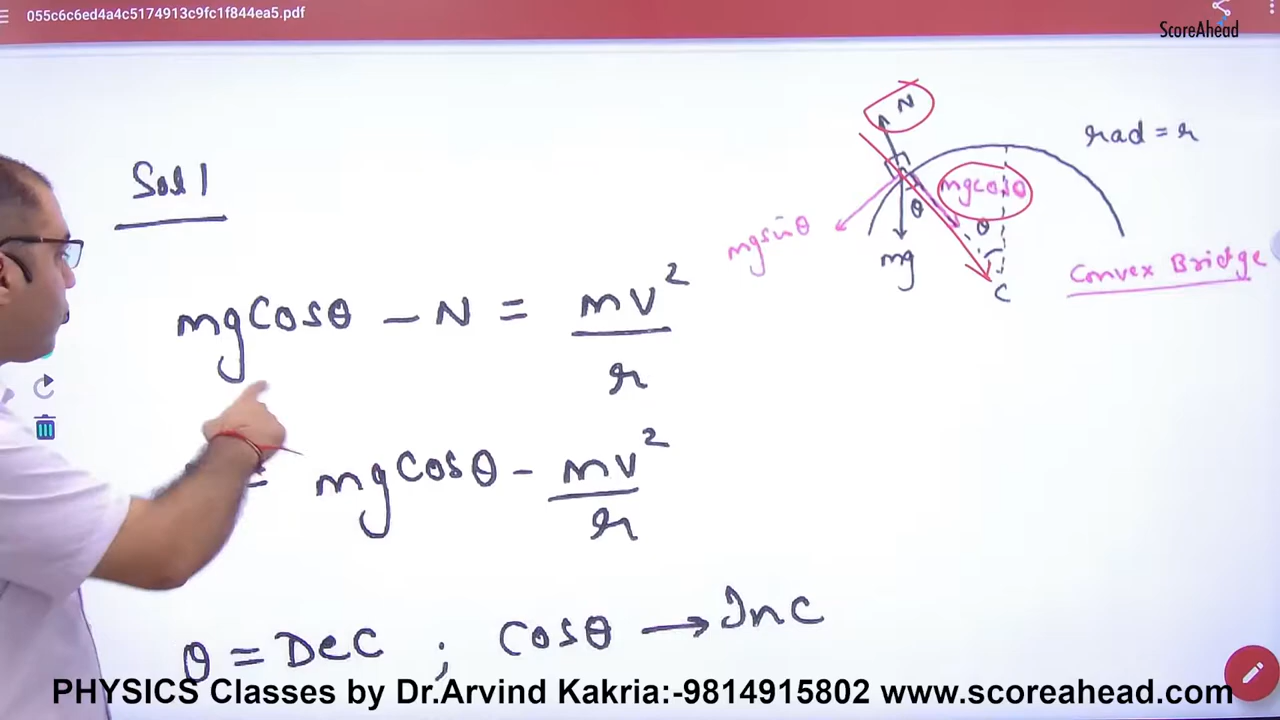 055c6c6ed4a4c5174913c9fc1f844ea5.pdf
ScoreAhead
N
rad = r
Sol 1
mgcosθ
θ
θ
mgsinθ
mg
C
Convex Bridge
mgcosθ - N = mv²/r
= mgcosθ - mv²/r
θ = Dec ; cosθ → Inc
PHYSICS Classes by Dr.Arvind Kakria:-9814915802 www.scoreahead.com